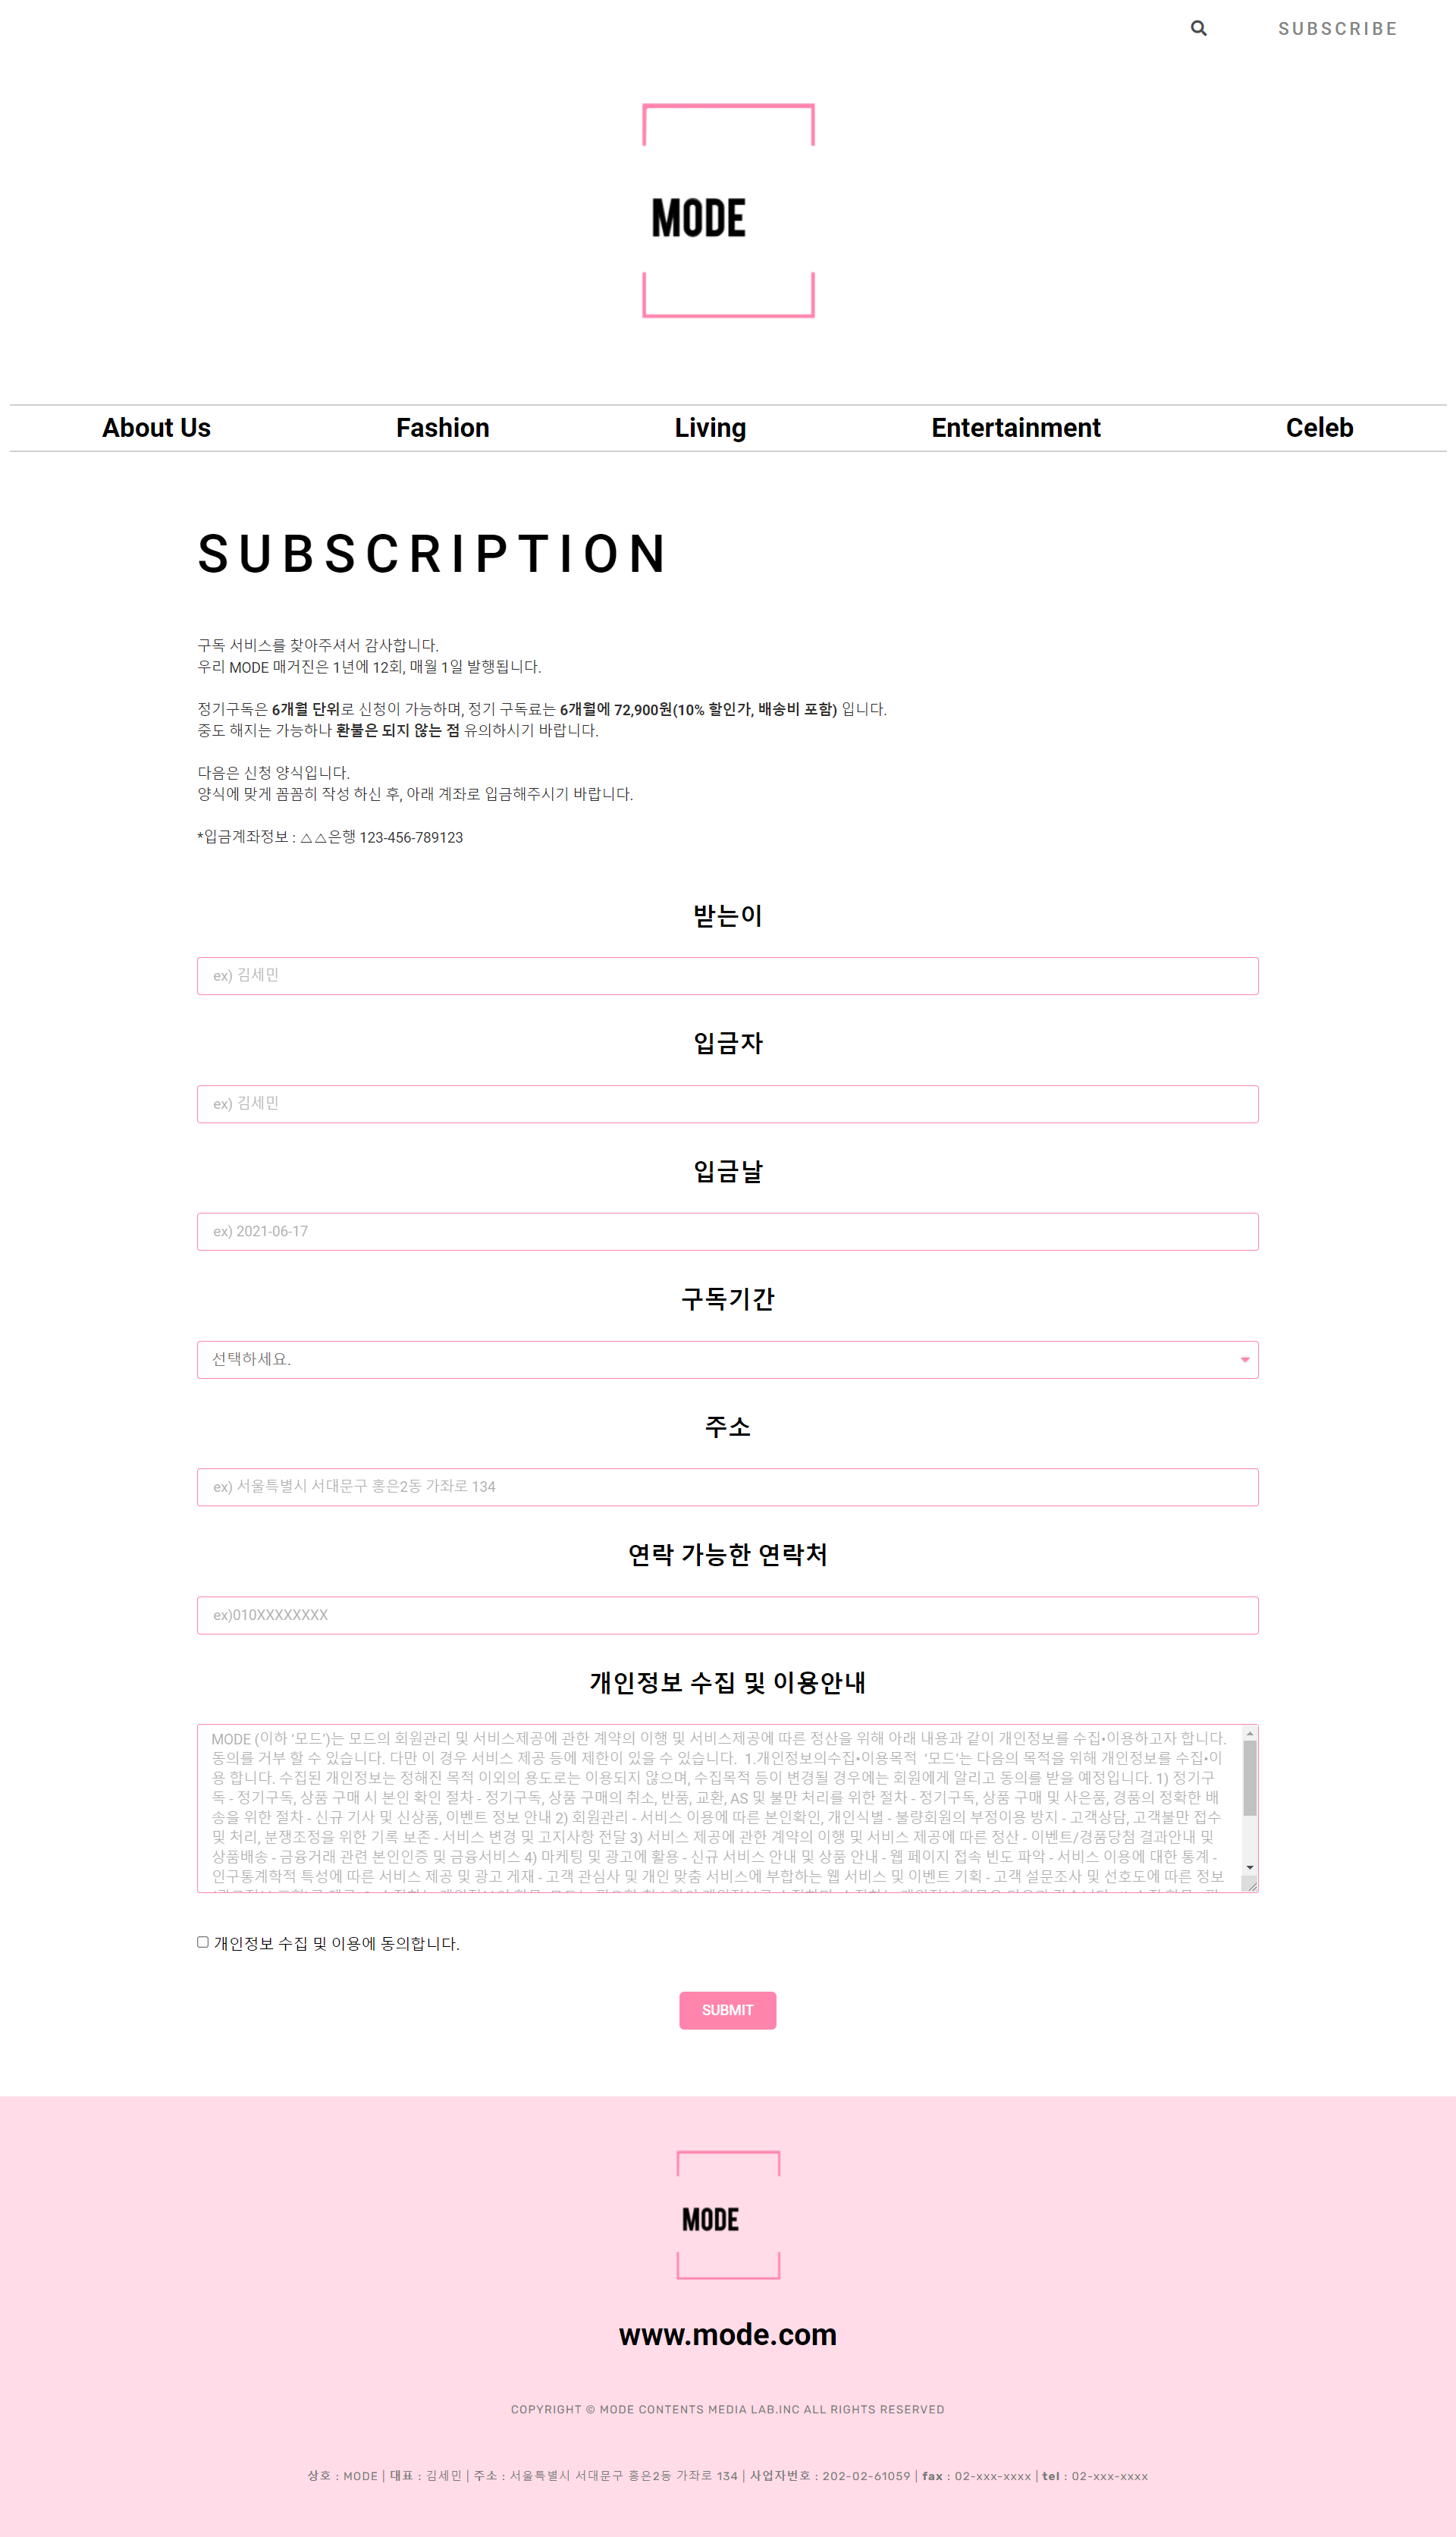 SUBSCRIBE
MODE
About Us Fashion Living Entertainment Celeb
SUBSCRIPTION
구독 서비스를 찾아주셔서 감사합니다.
우리 MODE 매거진은 1년에 12회, 매월 1일 발행됩니다.
정기구독은 6개월 단위로 신청이 가능하며, 정기 구독료는 6개월에 72,900원(10% 할인가, 배송비 포함) 입니다.
중도 해지는 가능하나 환불은 되지 않는 점 유의하시기 바랍니다.
다음은 신청 양식입니다.
양식에 맞게 꼼꼼히 작성 하신 후, 아래 계좌로 입금해주시기 바랍니다.
*입금계좌정보 : △△은행 123-456-789123
받는이
ex) 김세민
입금자
ex) 김세민
입금날
ex) 2021-06-17
구독기간
선택하세요.
주소
ex) 서울특별시 서대문구 홍은2동 가좌로 134
연락 가능한 연락처
ex)010XXXXXXXX
개인정보 수집 및 이용안내
MODE (이하 ‘모드’)는 모드의 회원관리 및 서비스제공에 관한 계약의 이행 및 서비스제공에 따른 정산을 위해 아래 내용과 같이 개인정보를 수집•이용하고자 합니다.
동의를 거부 할 수 있습니다. 다만 이 경우 서비스 제공 등에 제한이 있을 수 있습니다. 1.개인정보의수집•이용목적 ‘모드‘는 다음의 목적을 위해 개인정보를 수집•이
용 합니다. 수집된 개인정보는 정해진 목적 이외의 용도로는 이용되지 않으며, 수집목적 등이 변경될 경우에는 회원에게 알리고 동의를 받을 예정입니다. 1) 정기구
독 - 정기구독, 상품 구매 시 본인 확인 절차 - 정기구독, 상품 구매의 취소, 반품, 교환, AS 및 불만 처리를 위한 절차 - 정기구독, 상품 구매 및 사은품, 경품의 정확한 배
송을 위한 절차 - 신규 기사 및 신상품, 이벤트 정보 안내 2) 회원관리 - 서비스 이용에 따른 본인확인, 개인식별 - 불량회원의 부정이용 방지 - 고객상담, 고객불만 접수
및 처리, 분쟁조정을 위한 기록 보존 - 서비스 변경 및 고지사항 전달 3) 서비스 제공에 관한 계약의 이행 및 서비스 제공에 따른 정산 - 이벤트/경품당첨 결과안내 및
상품배송 - 금융거래 관련 본인인증 및 금융서비스 4) 마케팅 및 광고에 활용 - 신규 서비스 안내 및 상품 안내 - 웹 페이지 접속 빈도 파악 - 서비스 이용에 대한 통계 -
인구통계학적 특성에 따른 서비스 제공 및 광고 게재 - 고객 관심사 및 개인 맞춤 서비스에 부합하는 웹 서비스 및 이벤트 기획 - 고객 설문조사 및 선호도에 따른 정보
개인정보 수집 및 이용에 동의합니다.
SUBMIT
MODE
www.mode.com
COPYRIGHT © MODE CONTENTS MEDIA LAB.INC ALL RIGHTS RESERVED
상호 : MODE | 대표 : 김세민 | 주소 : 서울특별시 서대문구 홍은2동 가좌로 134 | 사업자번호 : 202-02-61059 | fax : 02-xxx-xxxx | tel : 02-xxx-xxxx